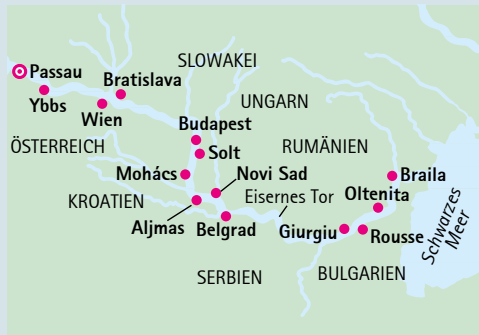 SLOWAKEI
Passau
Bratislava
Ybbs
Wien
UNGARN
Budapest
ÖSTERREICH
Solt
RUMÄNIEN
Mohács
Novi Sad
Braila
KROATIEN
Eisernes Tor
Oltenita
Aljmas
Belgrad
Giurgiu
Rousse
Schwarzes
Meer
SERBIEN
BULGARIEN